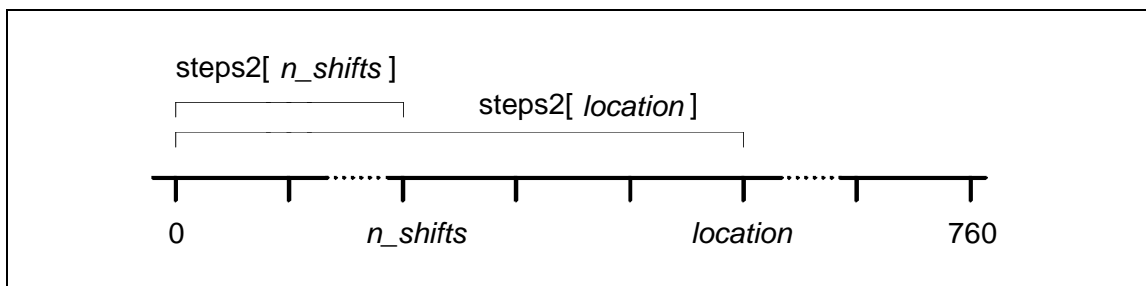 steps2[ n_shifts ]
steps2[ location ]
0 n_shifts location 760